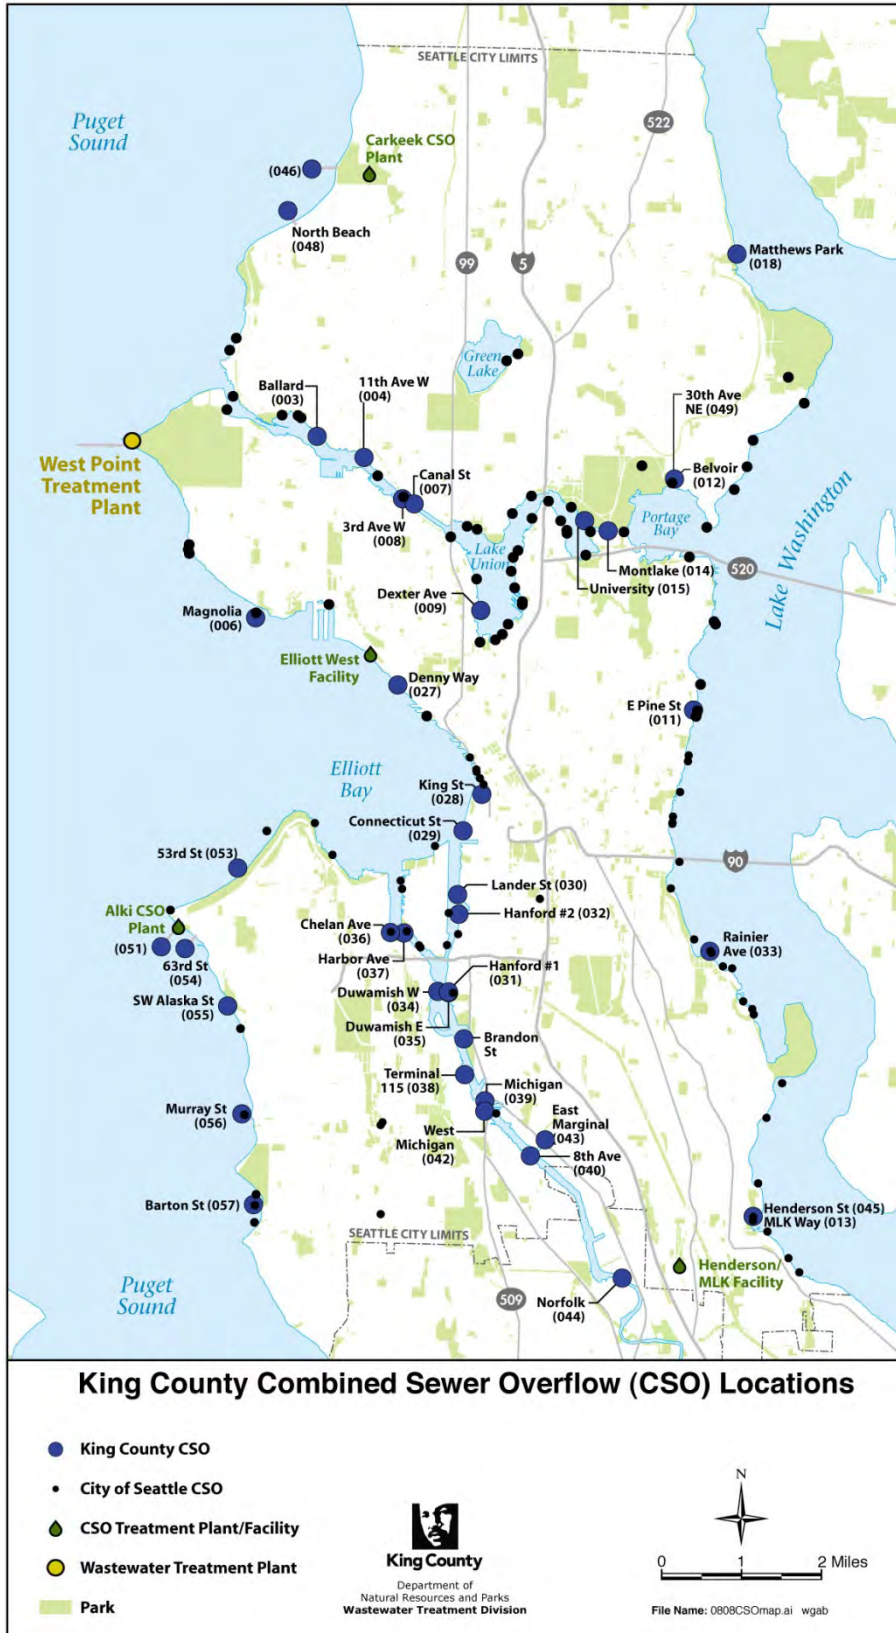 SEATTLE CITY LIMITS
Puget
Sound
522
Carkeek CSO
Plant
(046)
North Beach
(048)
99
5
Matthews Park
(018)
Green
Lake
Ballard
(003)
11th Ave W
(004)
30th Ave
NE (049)
West Point
Treatment
Plant
Canal St
(007)
Belvoir
(012)
3rd Ave W
(008)
Portage
Bay
Lake Washington
Lake
Union
Montlake (014)
520
University (015)
Dexter Ave
(009)
Magnolia
(006)
Elliott West
Facility
Denny Way
(027)
E Pine St
(011)
Elliott
Bay
King St
(028)
Connecticut St
(029)
53rd St (053)
90
Lander St (030)
Alki CSO
Plant
Hanford #2 (032)
Chelan Ave
(036)
(051)
63rd St
(054)
Harbor Ave
(037)
Rainier
Ave (033)
Hanford #1
(031)
Duwamish W
(034)
SW Alaska St
(055)
Duwamish E
(035)
Brandon
St
Terminal
115 (038)
Michigan
(039)
Murray St
(056)
West
Michigan
(042)
East
Marginal
(043)
8th Ave
(040)
Barton St (057)
Henderson St (045)
MLK Way (013)
SEATTLE CITY LIMITS
Henderson/
MLK Facility
Puget
Sound
509
Norfolk
(044)
King County Combined Sewer Overflow (CSO) Locations
King County CSO
City of Seattle CSO
CSO Treatment Plant/Facility
Wastewater Treatment Plant
Park
King County
Department of
Natural Resources and Parks
Wastewater Treatment Division
N
0 1 2 Miles
File Name: 0808CSOmap.ai wgab